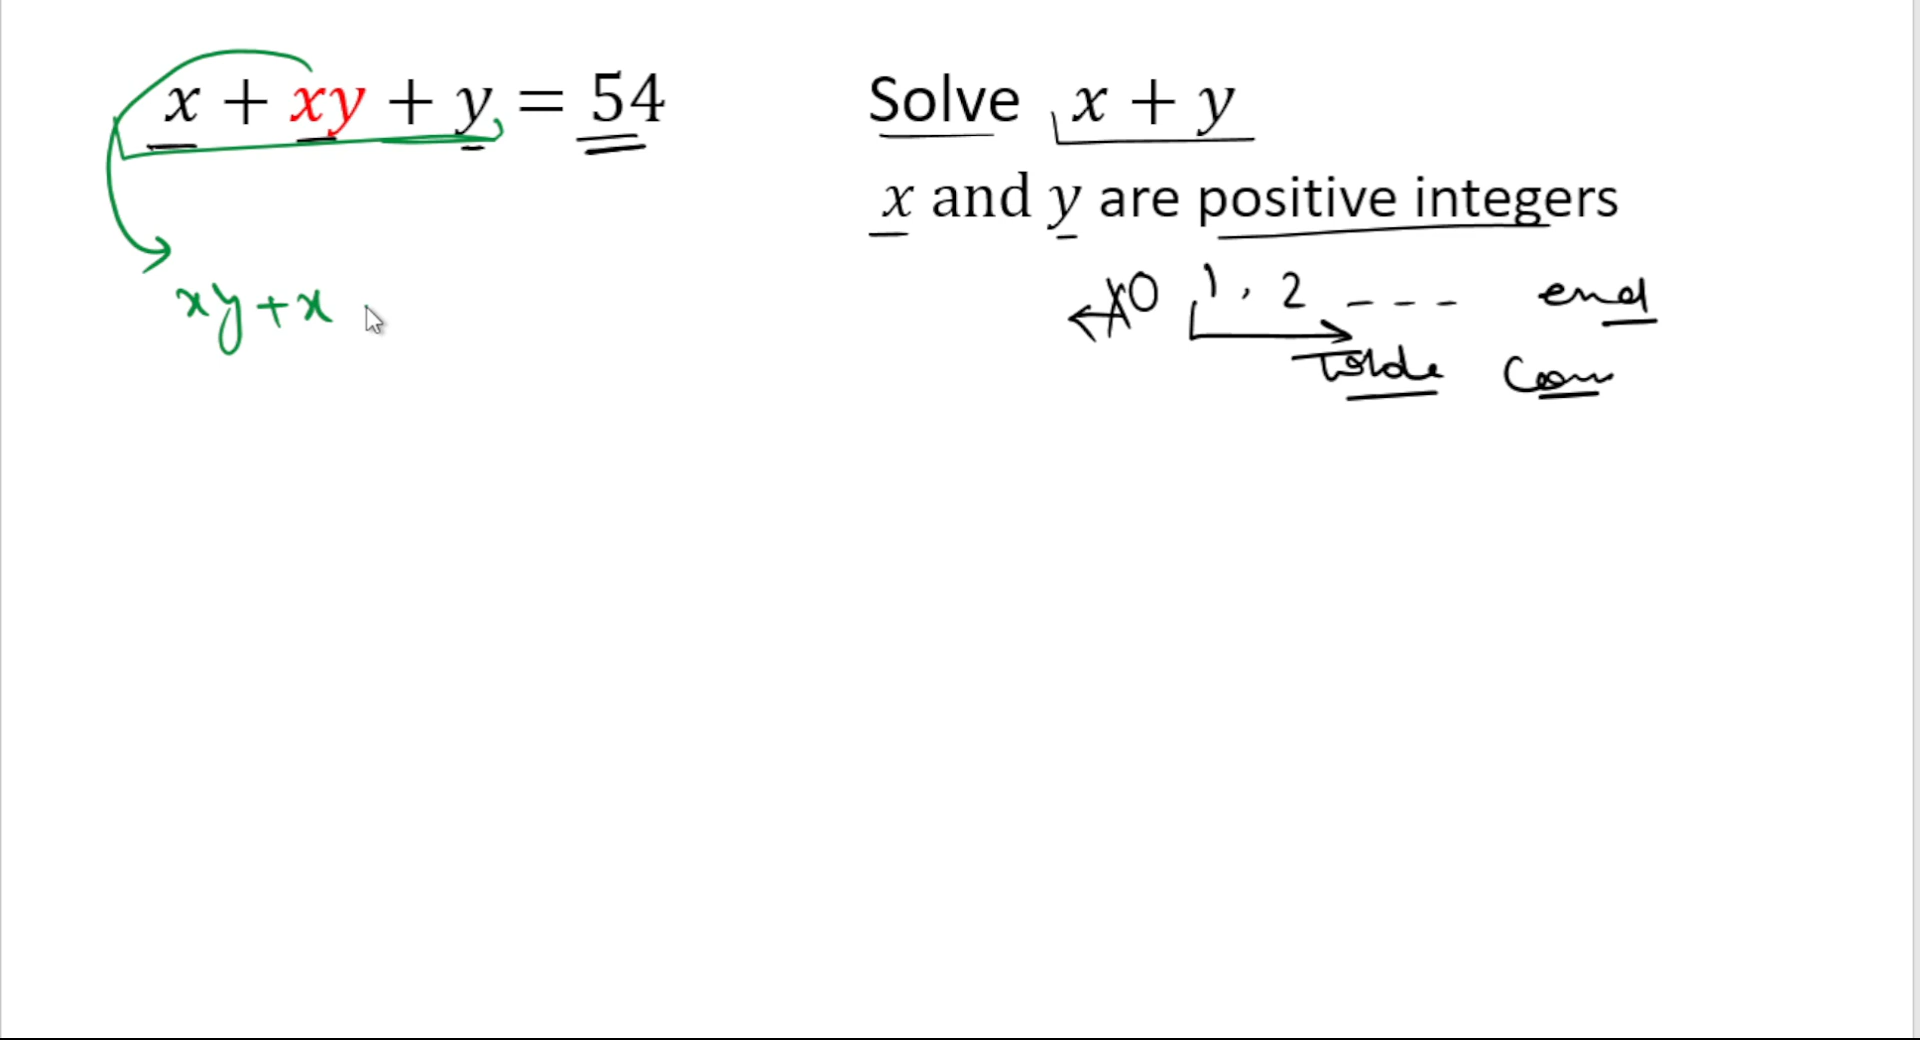 x + xy + y = 54
Solve x + y
x and y are positive integers
0 1, 2 - - - end
xy + x